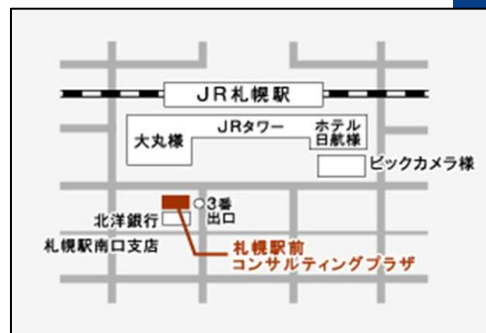 JR札幌駅
JRタワー
大丸様
ホテル
日航様
ビックカメラ様
3番
出口
北洋銀行
札幌駅南口支店
札幌駅前
コンサルティングプラザ